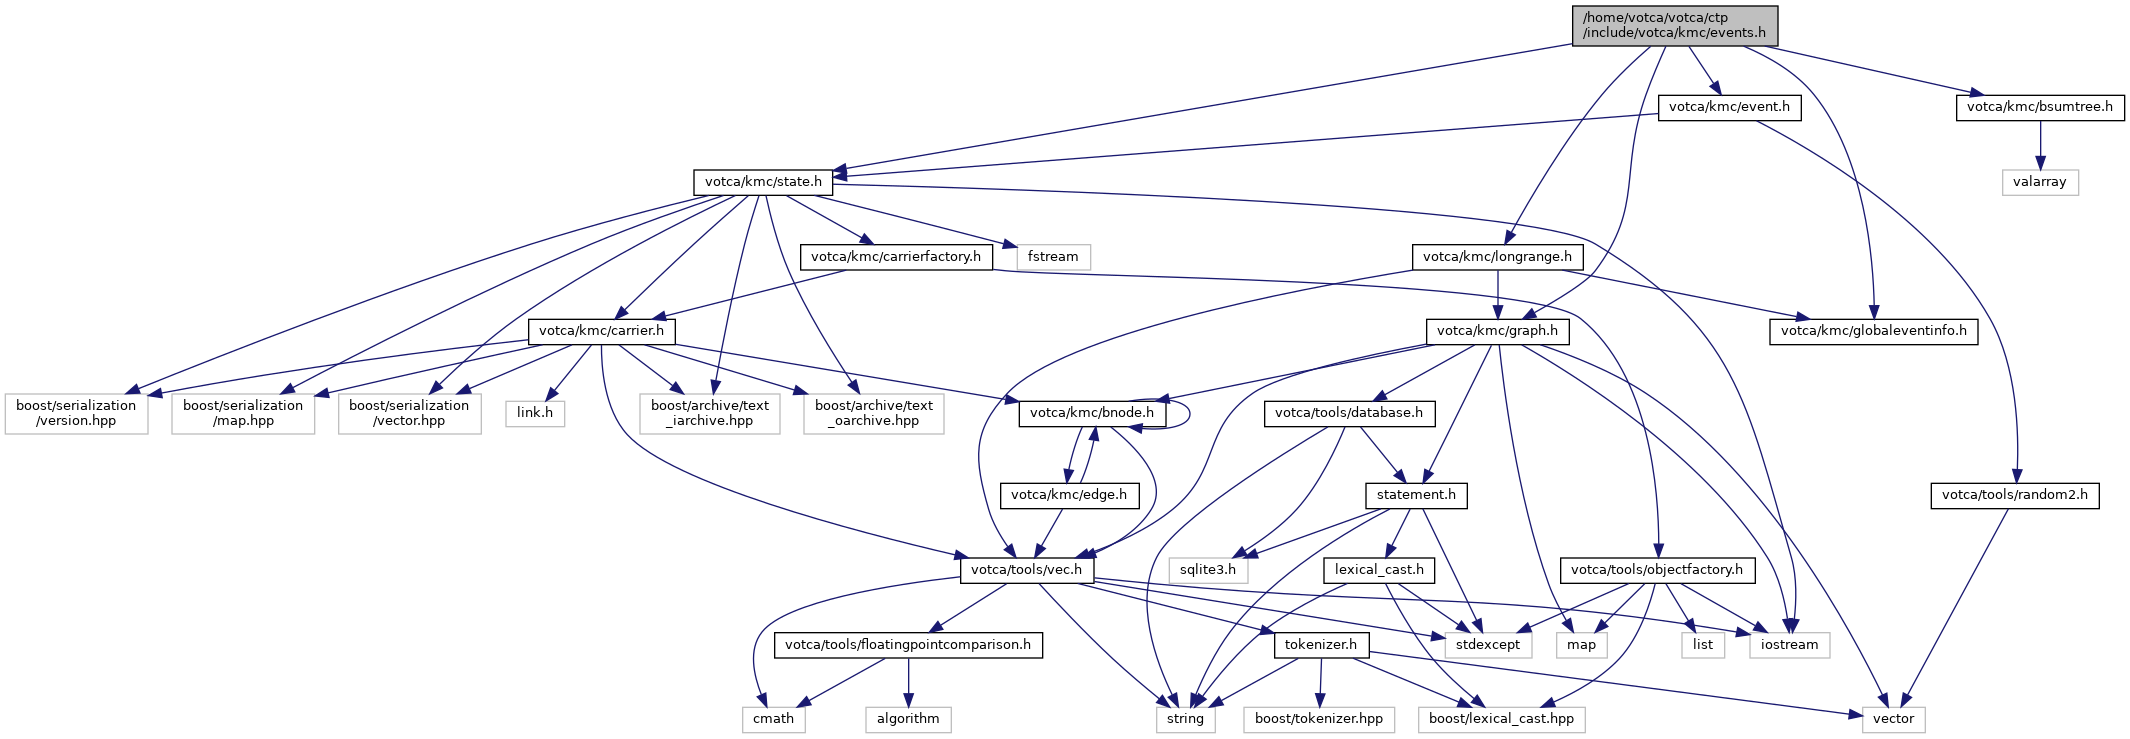 /home/votca/votca/ctp
/include/votca/kmc/events.h
votca/kmc/event.h
votca/kmc/bsumtree.h
votca/kmc/state.h
valarray
votca/kmc/carrierfactory.h
fstream
votca/kmc/longrange.h
votca/kmc/carrier.h
votca/kmc/graph.h
votca/kmc/globaleventinfo.h
boost/serialization
/version.hpp
boost/serialization
/map.hpp
boost/serialization
/vector.hpp
link.h
boost/archive/text
_iarchive.hpp
boost/archive/text
_oarchive.hpp
votca/kmc/bnode.h
votca/tools/database.h
votca/kmc/edge.h
statement.h
votca/tools/random2.h
votca/tools/vec.h
sqlite3.h
lexical_cast.h
votca/tools/objectfactory.h
votca/tools/floatingpointcomparison.h
tokenizer.h
stdexcept
map
list
iostream
cmath
algorithm
string
boost/tokenizer.hpp
boost/lexical_cast.hpp
vector